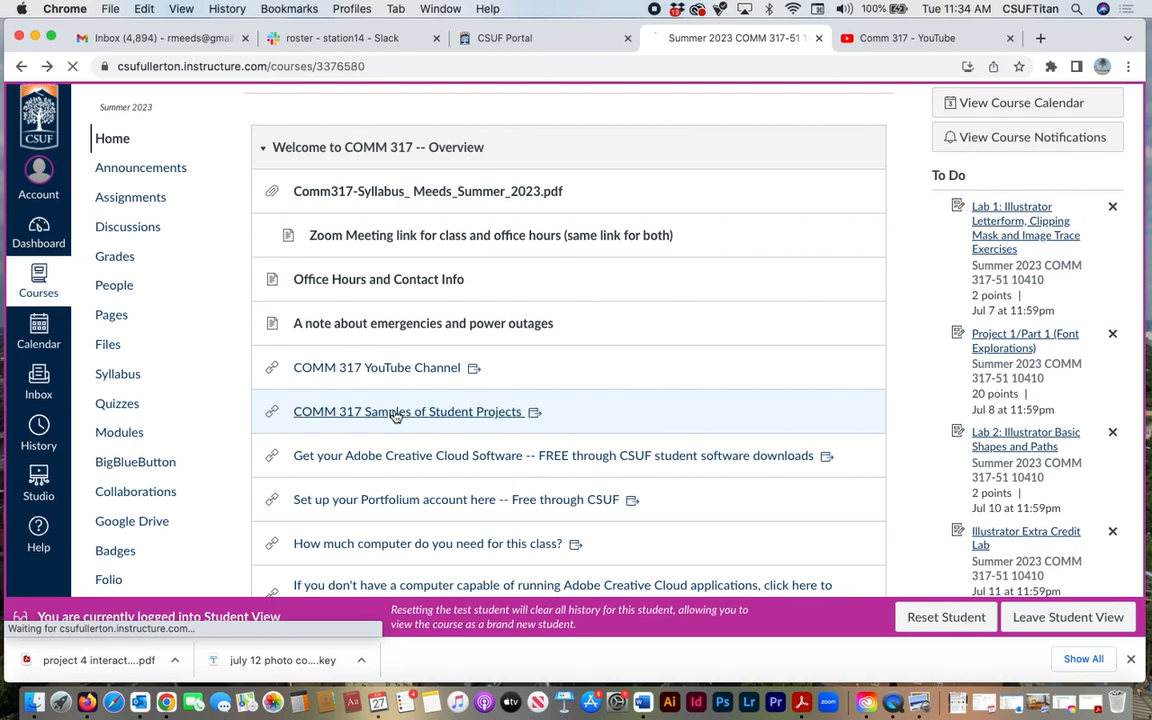 Chrome File Edit View History Bookmarks Profiles Tab Window Help 100% Tue 11:34 AM CSUFTitan
Inbox (4,894) - rmeeds@gmai
roster - station14 - Slack
CSUF Portal
Summer 2023 COMM 317-51 1
Comm 317 - YouTube
csufullerton.instructure.com/courses/3376580
CSUF
Account
Dashboard
Courses
Calendar
Inbox
History
Studio
Help
Summer 2023
Home
Announcements
Assignments
Discussions
Grades
People
Pages
Files
Syllabus
Quizzes
Modules
BigBlueButton
Collaborations
Google Drive
Badges
Folio
Welcome to COMM 317 -- Overview
Comm317-Syllabus_ Meeds_Summer_2023.pdf
Zoom Meeting link for class and office hours (same link for both)
Office Hours and Contact Info
A note about emergencies and power outages
COMM 317 YouTube Channel
COMM 317 Samples of Student Projects
Get your Adobe Creative Cloud Software -- FREE through CSUF student software downloads
Set up your Portfolium account here -- Free through CSUF
How much computer do you need for this class?
If you don't have a computer capable of running Adobe Creative Cloud applications, click here to
View Course Calendar
View Course Notifications
To Do
Lab 1: Illustrator
Letterform, Clipping
Mask and Image Trace
Exercises
Summer 2023 COMM
317-51 10410
2 points |
Jul 7 at 11:59pm
Project 1/Part 1 (Font
Explorations)
Summer 2023 COMM
317-51 10410
20 points |
Jul 8 at 11:59pm
Lab 2: Illustrator Basic
Shapes and Paths
Summer 2023 COMM
317-51 10410
2 points |
Jul 10 at 11:59pm
Illustrator Extra Credit
Lab
Summer 2023 COMM
317-51 10410
Jul 11 at 11:59pm
You are currently logged into Student View
Resetting the test student will clear all history for this student, allowing you to
view the course as a brand new student.
Reset Student
Leave Student View
Waiting for csufullerton.instructure.com...
project 4 interact....pdf
july 12 photo co....key
Show All
27
4
Aa
Ai
Id
Ps
Lr
Pr
zoom